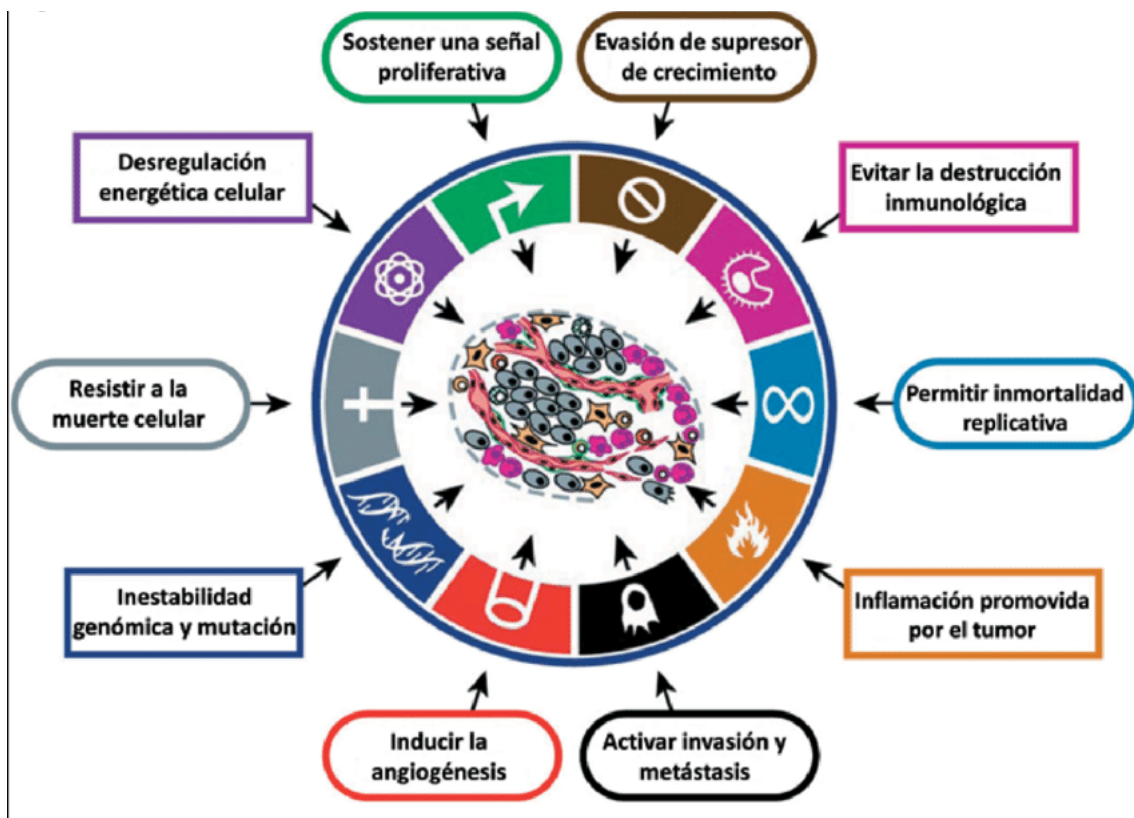 Sostener una señal
proliferativa
Evasión de supresor
de crecimiento
Desregulación
energética celular
Evitar la destrucción
inmunológica
Resistir a la
muerte celular
Permitir inmortalidad
replicativa
Inestabilidad
genómica y mutación
Inflamación promovida
por el tumor
Inducir la
angiogénesis
Activar invasión y
metástasis